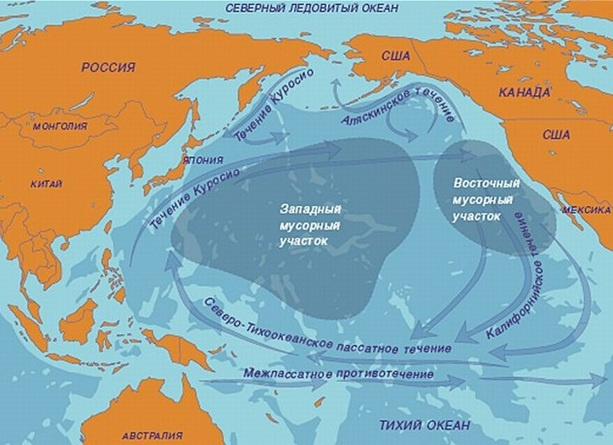 СЕВЕРНЫЙ ЛЕДОВИТЫЙ ОКЕАН
РОССИЯ
США
КАНАДА
Течение Куросио
Аляскинское течение
МОНГОЛИЯ
США
ЯПОНИЯ
КИТАЙ
Течение Куросио
Западный
мусорный
участок
Восточный
мусорный
участок
МЕКСИКА
Калифорнийское течение
Северо-Тихоокеанское пассатное течение
Межпассатное противотечение
ТИХИЙ ОКЕАН
АВСТРАЛИЯ